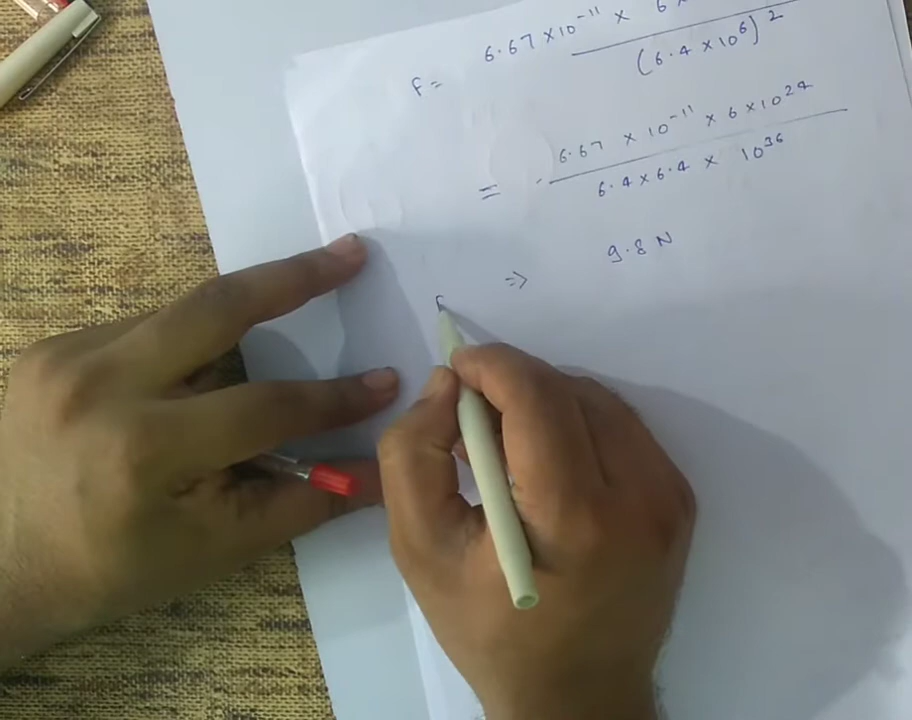 F = 6.67 × 10⁻¹¹ × 6 × / (6.4 × 10⁶)²
= 6.67 × 10⁻¹¹ × 6 × 10²⁴ / 6.4 × 6.4 × 10³⁶
⇒ 9.8 N